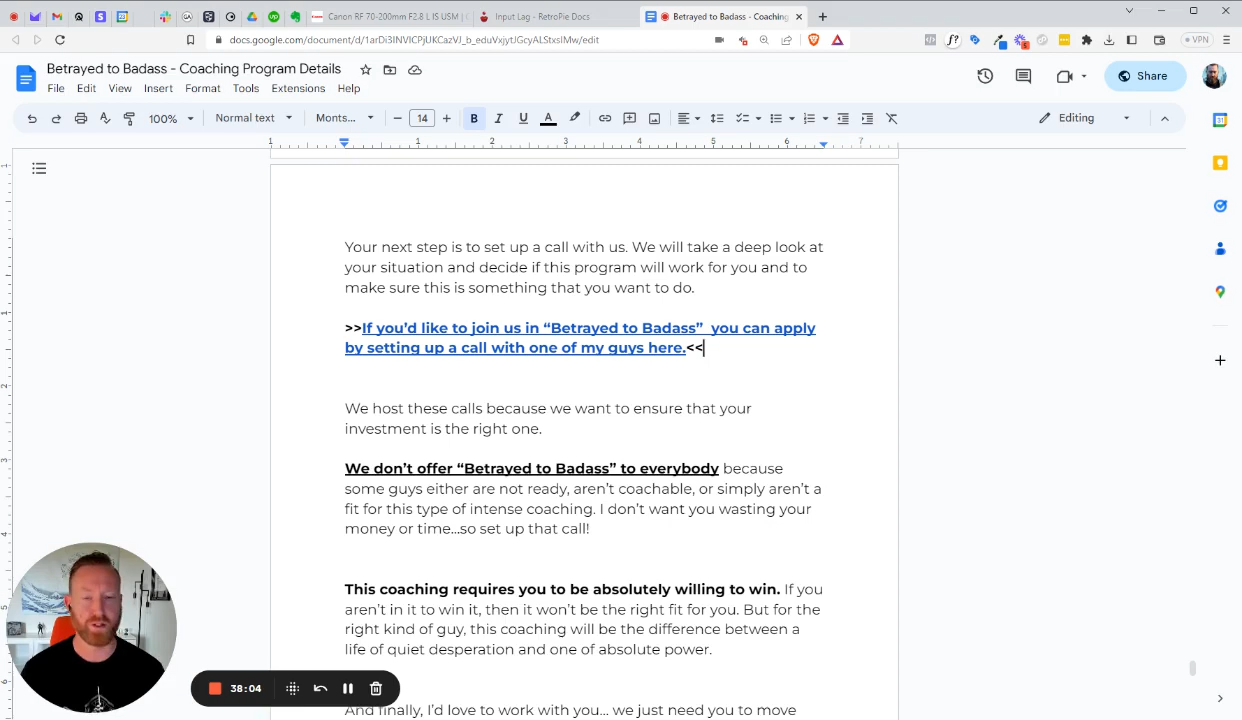 Canon RF 70-200mm F2.8 L IS USM | C
Input Lag - RetroPie Docs
Betrayed to Badass - Coaching
docs.google.com/document/d/1arDi3INVICPjUKCazVJ_b_eduVxjytJGcyALStxsIMw/edit
VPN
Betrayed to Badass - Coaching Program Details
File Edit View Insert Format Tools Extensions Help
Share
100% Normal text Monts... 14 Editing
1 1 2 3 4 5 6 7
Your next step is to set up a call with us. We will take a deep look at
your situation and decide if this program will work for you and to
make sure this is something that you want to do.
>>If you’d like to join us in “Betrayed to Badass”  you can apply
by setting up a call with one of my guys here.<<
We host these calls because we want to ensure that your
investment is the right one.
We don’t offer “Betrayed to Badass” to everybody because
some guys either are not ready, aren’t coachable, or simply aren’t a
fit for this type of intense coaching. I don’t want you wasting your
money or time…so set up that call!
This coaching requires you to be absolutely willing to win. If you
aren’t in it to win it, then it won’t be the right fit for you. But for the
right kind of guy, this coaching will be the difference between a
life of quiet desperation and one of absolute power.
38:04
And finally, I’d love to work with you… we just need you to move